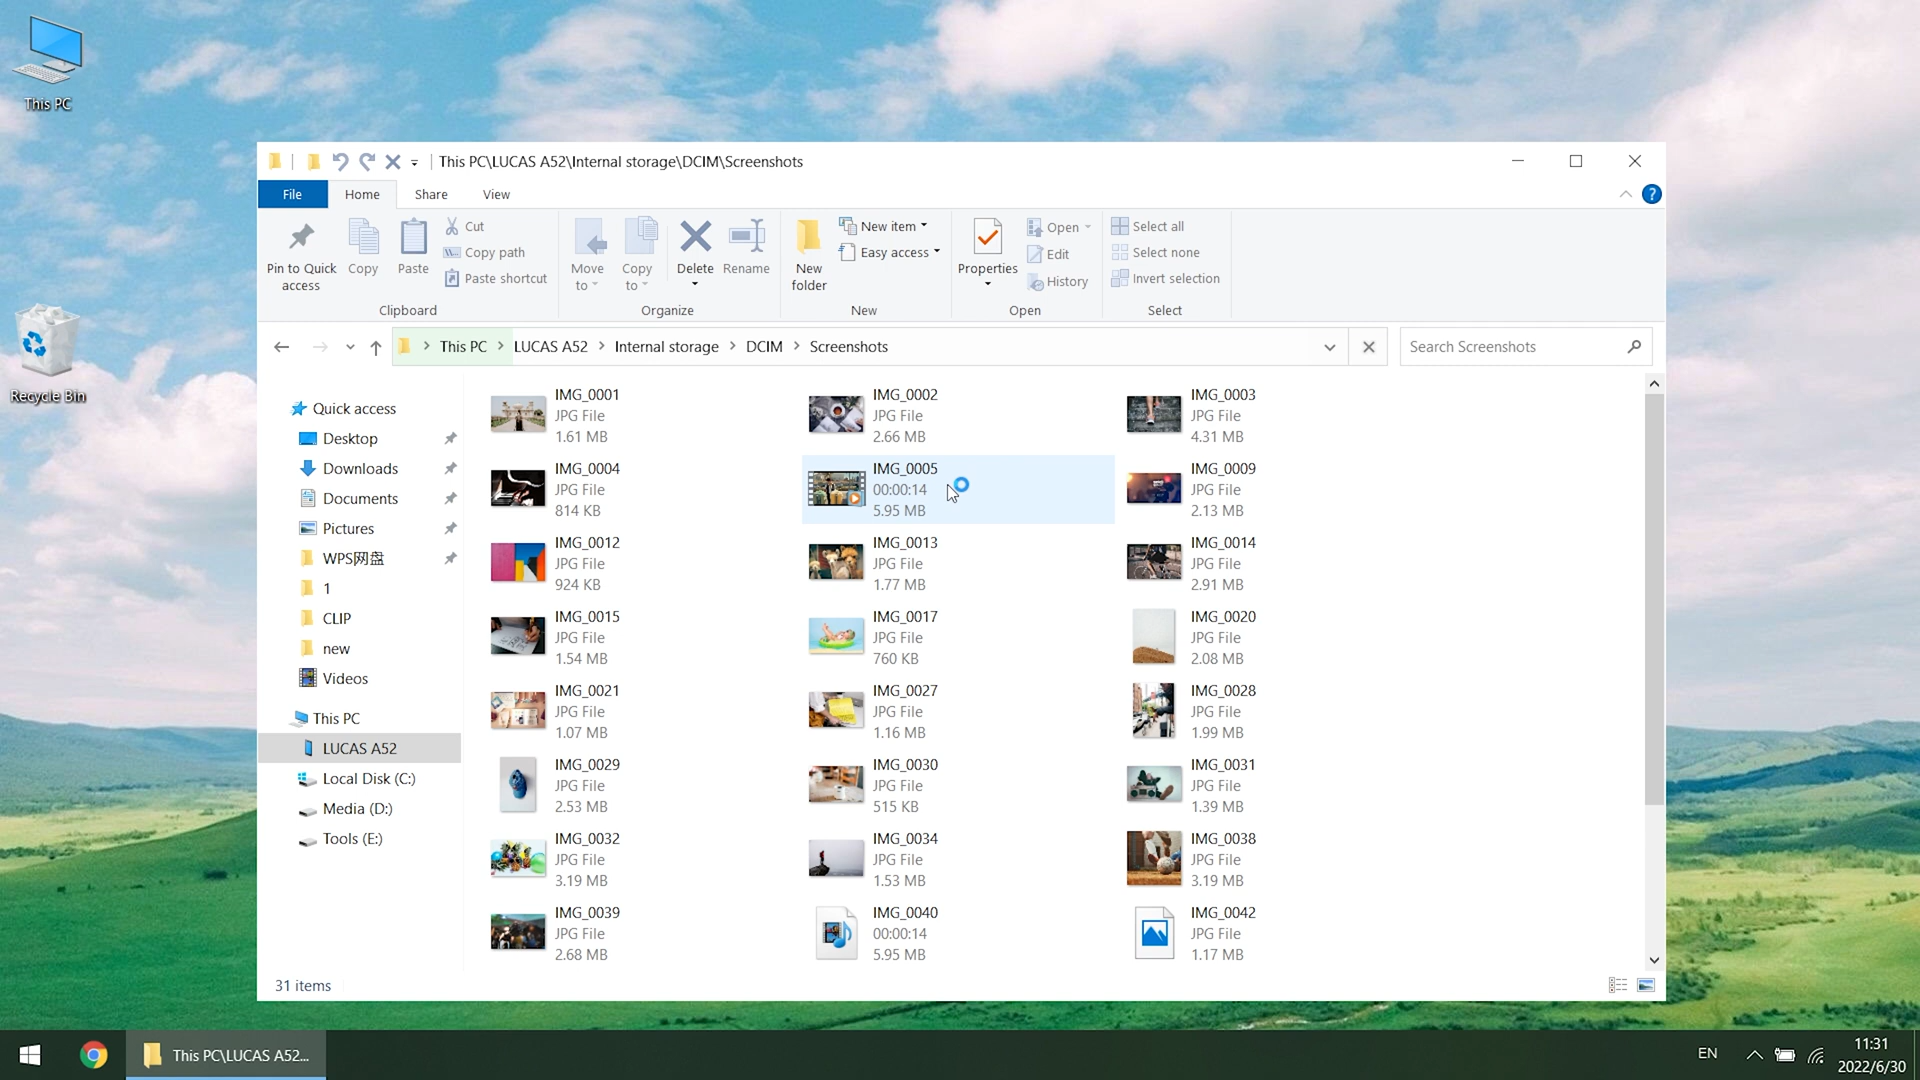 This PC
Recycle Bin
This PC\LUCAS A52\Internal storage\DCIM\Screenshots
File
Home
Share
View
Pin to Quick access
Copy
Paste
Cut
Copy path
Paste shortcut
Clipboard
Move to
Copy to
Delete
Rename
Organize
New folder
New item
Easy access
New
Properties
Open
Edit
History
Open
Select all
Select none
Invert selection
Select
This PC
LUCAS A52
Internal storage
DCIM
Screenshots
Search Screenshots
Quick access
Desktop
Downloads
Documents
Pictures
WPS网盘
1
CLIP
new
Videos
This PC
LUCAS A52
Local Disk (C:)
Media (D:)
Tools (E:)
IMG_0001
JPG File
1.61 MB
IMG_0002
JPG File
2.66 MB
IMG_0003
JPG File
4.31 MB
IMG_0004
JPG File
814 KB
IMG_0005
00:00:14
5.95 MB
IMG_0009
JPG File
2.13 MB
IMG_0012
JPG File
924 KB
IMG_0013
JPG File
1.77 MB
IMG_0014
JPG File
2.91 MB
IMG_0015
JPG File
1.54 MB
IMG_0017
JPG File
760 KB
IMG_0020
JPG File
2.08 MB
IMG_0021
JPG File
1.07 MB
IMG_0027
JPG File
1.16 MB
IMG_0028
JPG File
1.99 MB
IMG_0029
JPG File
2.53 MB
IMG_0030
JPG File
515 KB
IMG_0031
JPG File
1.39 MB
IMG_0032
JPG File
3.19 MB
IMG_0034
JPG File
1.53 MB
IMG_0038
JPG File
3.19 MB
IMG_0039
JPG File
2.68 MB
IMG_0040
00:00:14
5.95 MB
IMG_0042
JPG File
1.17 MB
31 items
This PC\LUCAS A52...
EN
11:31
2022/6/30